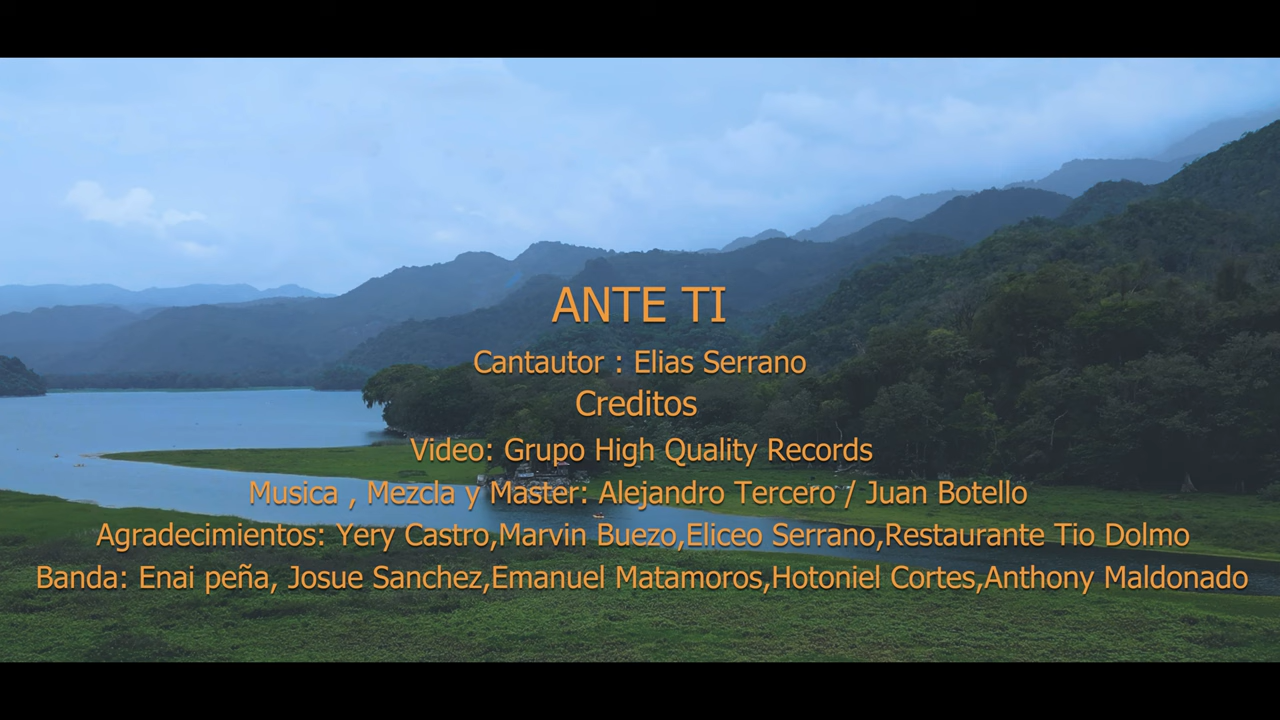 ANTE TI
Cantautor : Elias Serrano
Creditos
Video: Grupo High Quality Records
Musica , Mezcla y Master: Alejandro Tercero / Juan Botello
Agradecimientos: Yery Castro,Marvin Buezo,Eliceo Serrano,Restaurante Tio Dolmo
Banda: Enai peña, Josue Sanchez,Emanuel Matamoros,Hotoniel Cortes,Anthony Maldonado